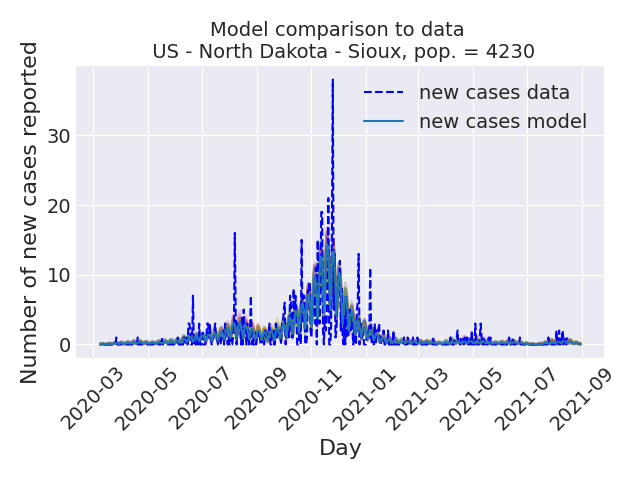 Model comparison to data
US - North Dakota - Sioux, pop. = 4230
Number of new cases reported
new cases data
new cases model
30
20
10
0
2020-03
2020-05
2020-07
2020-09
2020-11
2021-01
2021-03
2021-05
2021-07
2021-09
Day